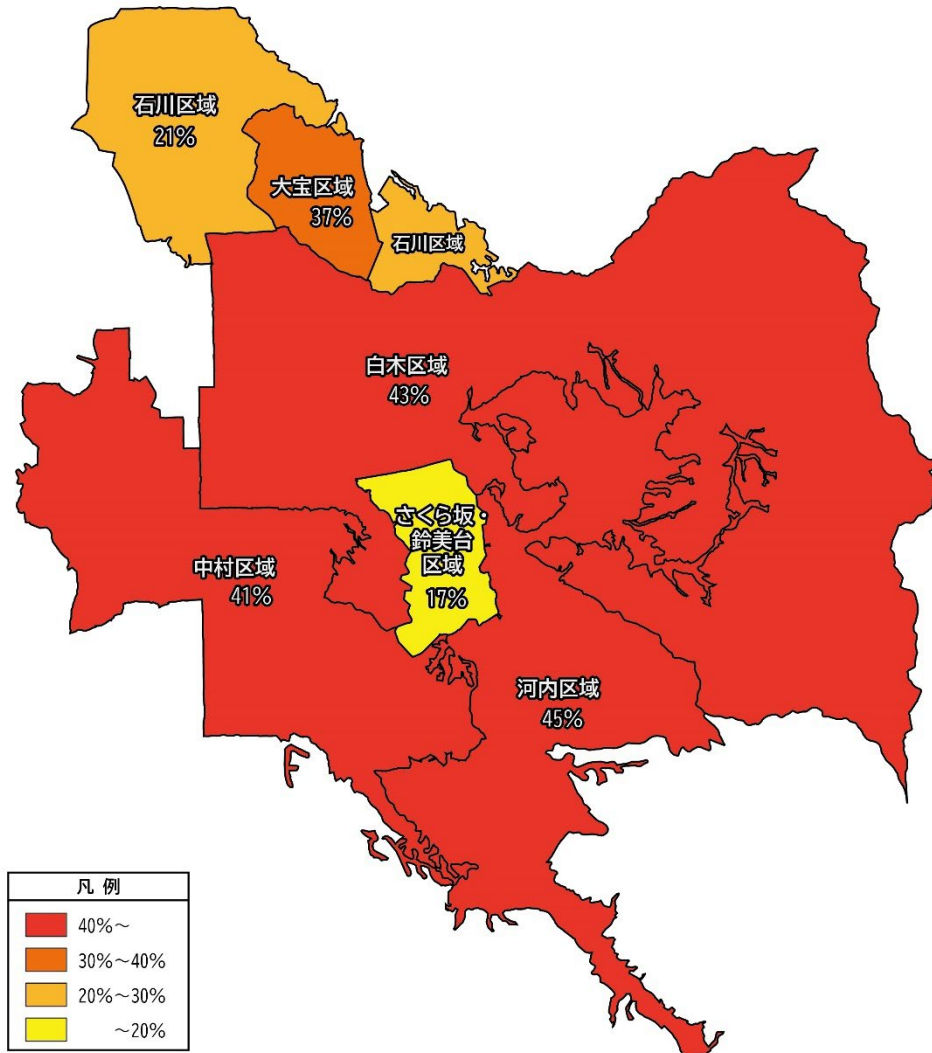 石川区域
21%
大宝区域
37%
石川区域
白木区域
43%
さくら坂・
鈴美台
区域
17%
中村区域
41%
河内区域
45%
凡例
40%～
30%～40%
20%～30%
～20%